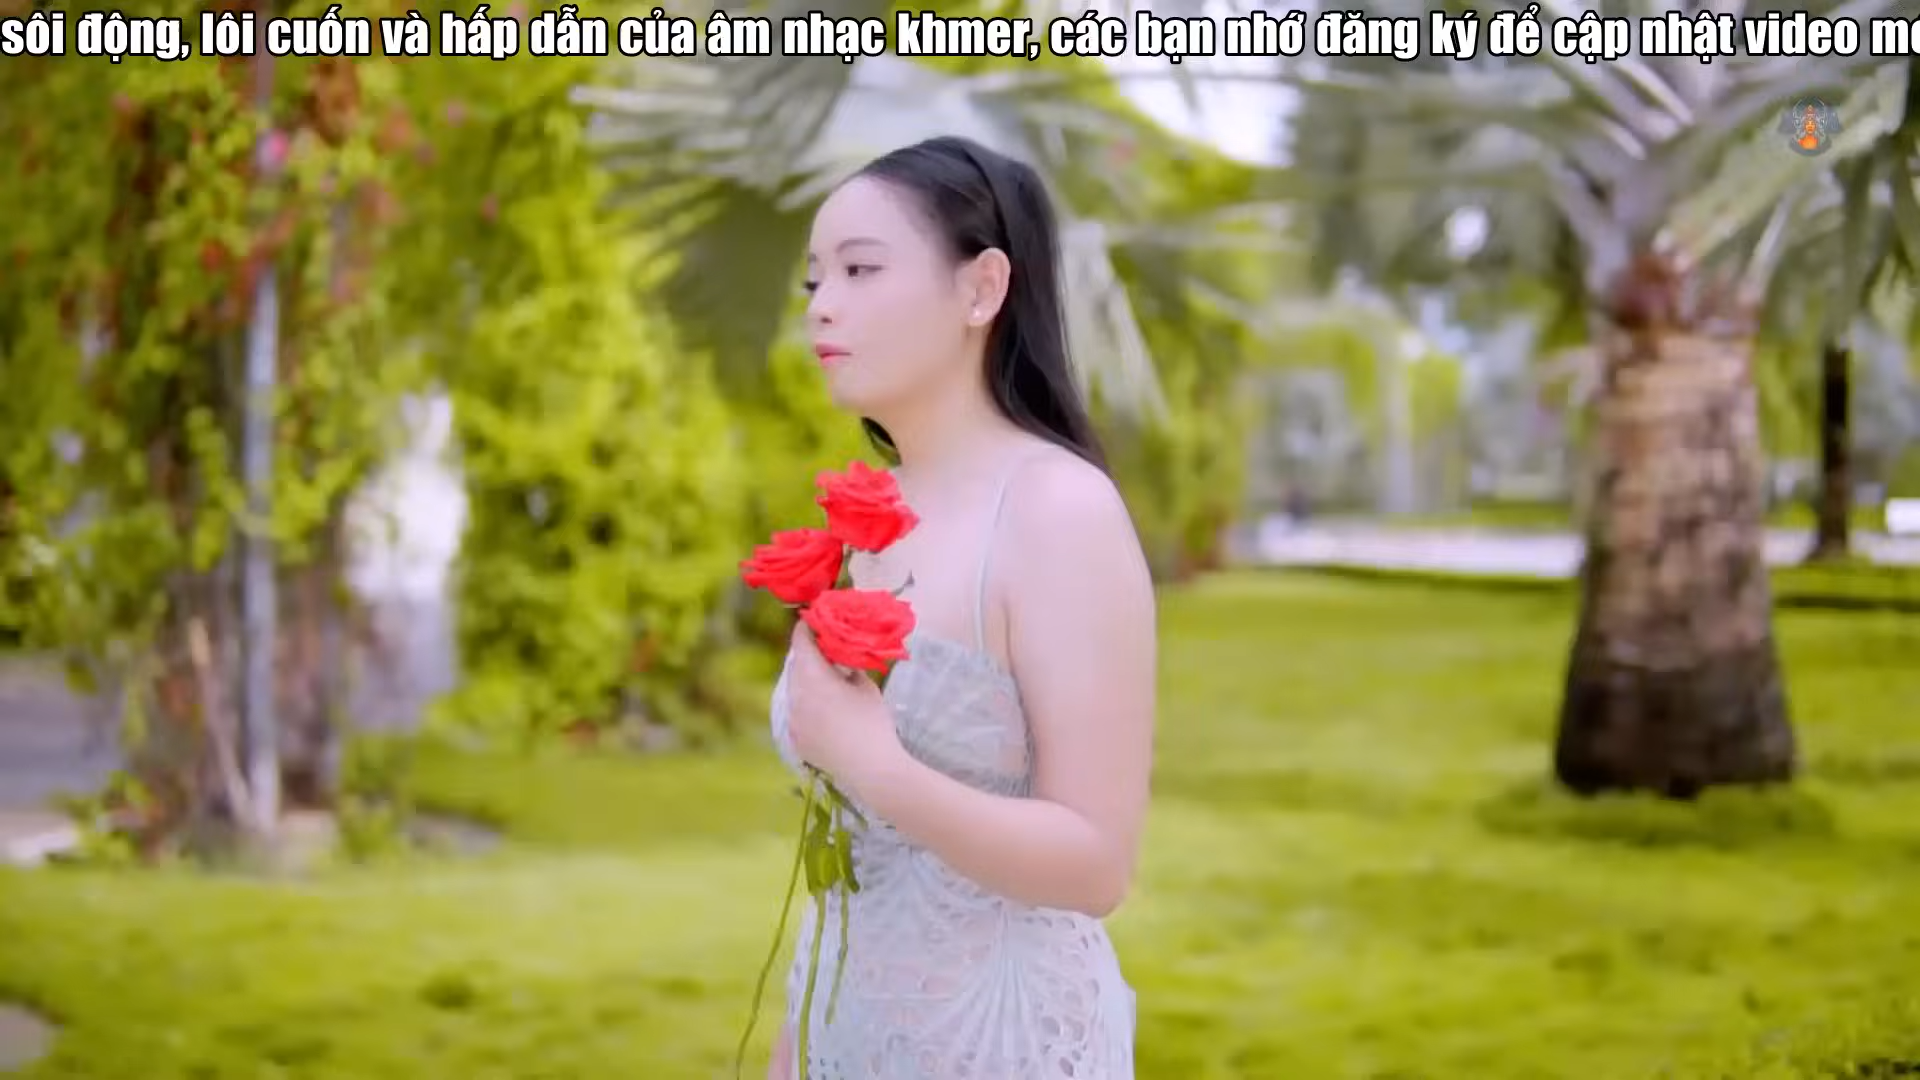 sôi động, lôi cuốn và hấp dẫn của âm nhạc khmer, các bạn nhớ đăng ký để cập nhật video